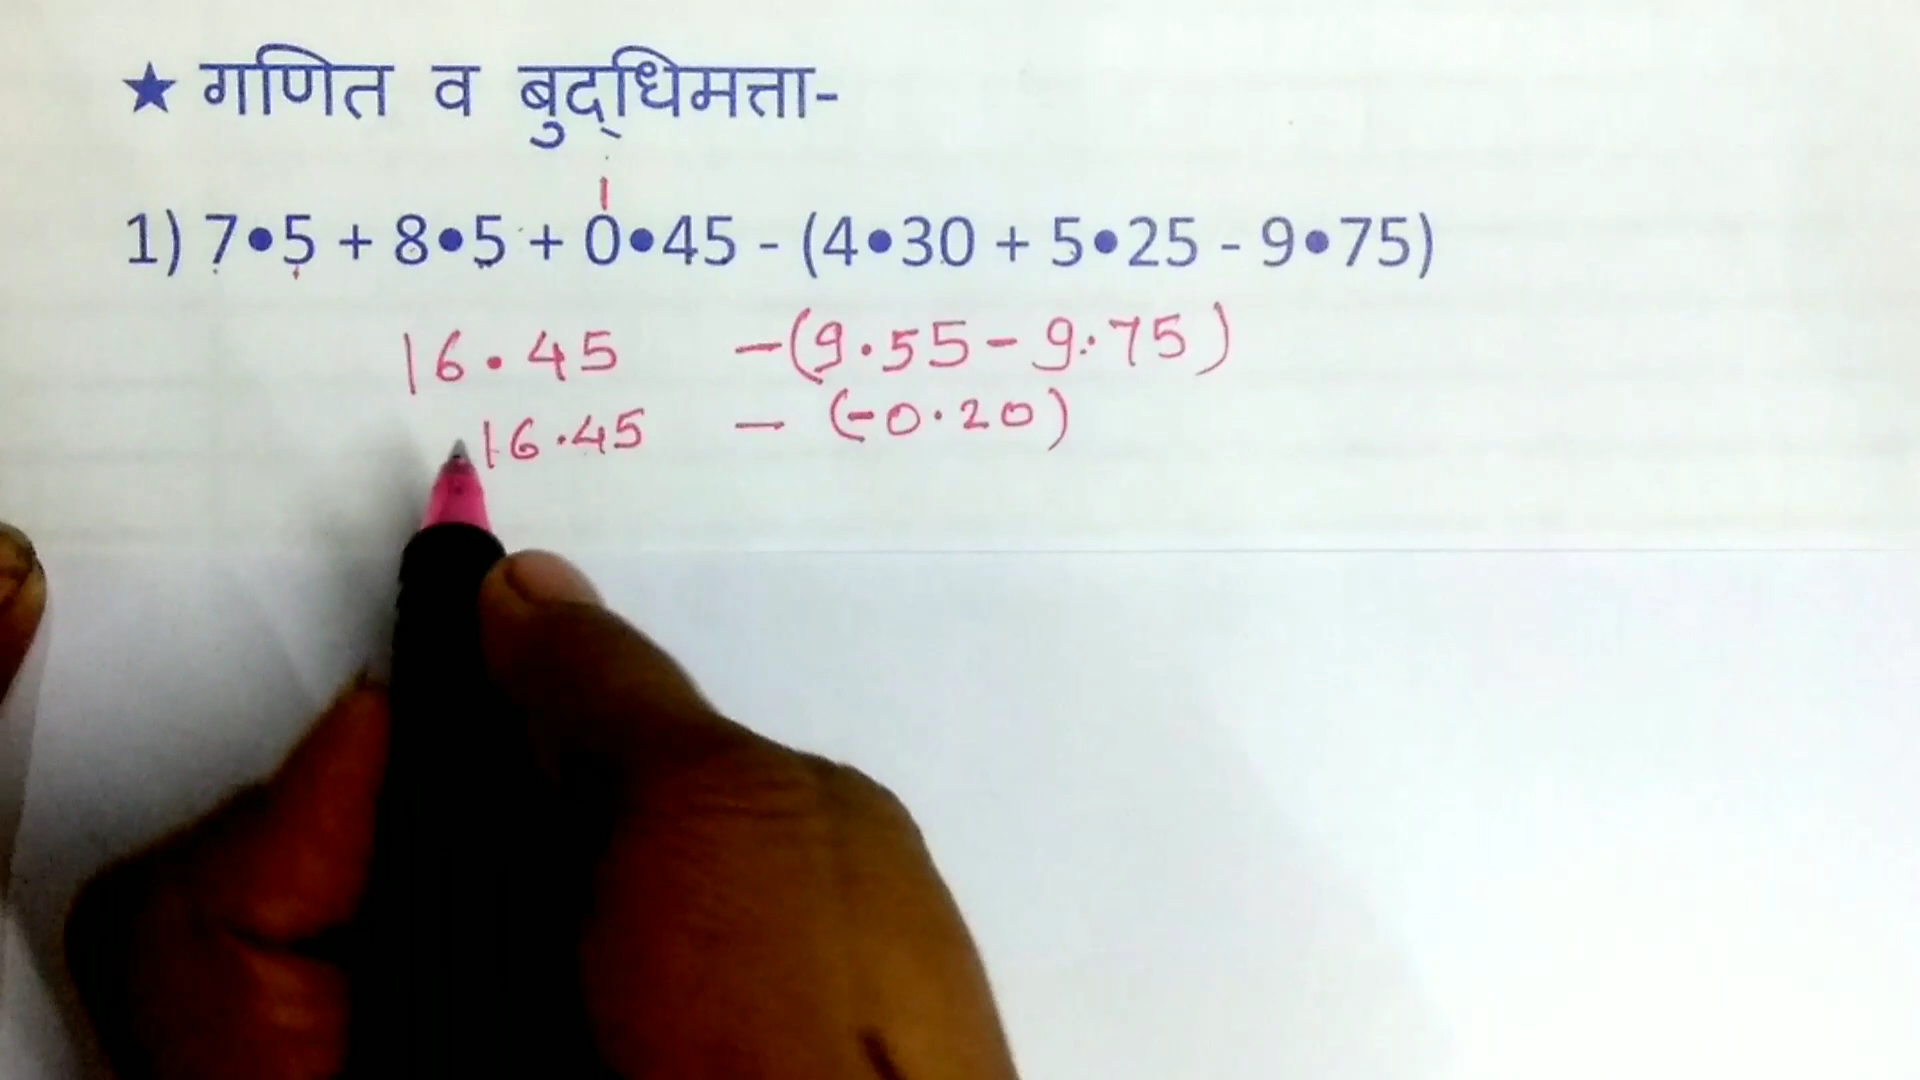 ★ गणित व बुद्‌धिमत्ता-
1
1) 7•5 + 8•5 + 0•45 - (4•30 + 5•25 - 9•75)
16.45 -(9.55 - 9.75)
16.45 - (-0.20)